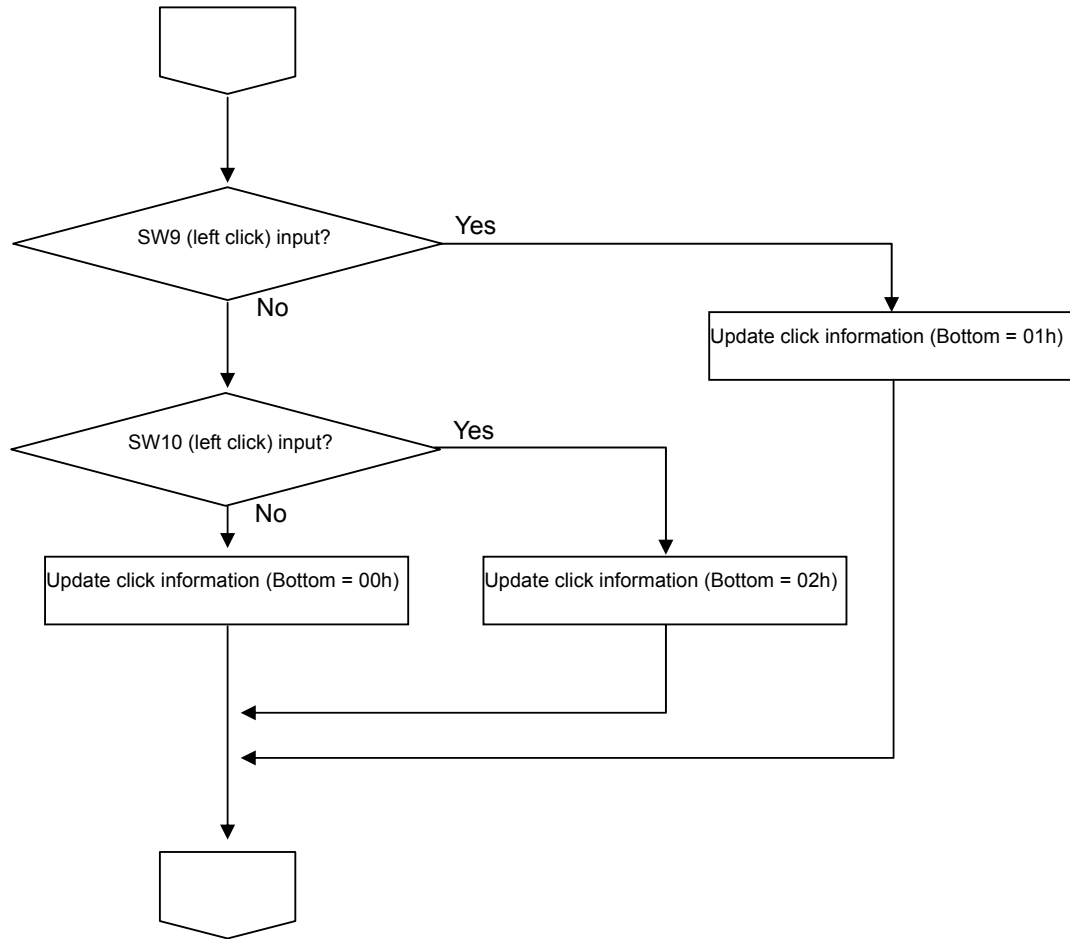 SW9 (left click) input?
Yes
No
Update click information (Bottom = 01h)
SW10 (left click) input?
Yes
No
Update click information (Bottom = 00h)
Update click information (Bottom = 02h)